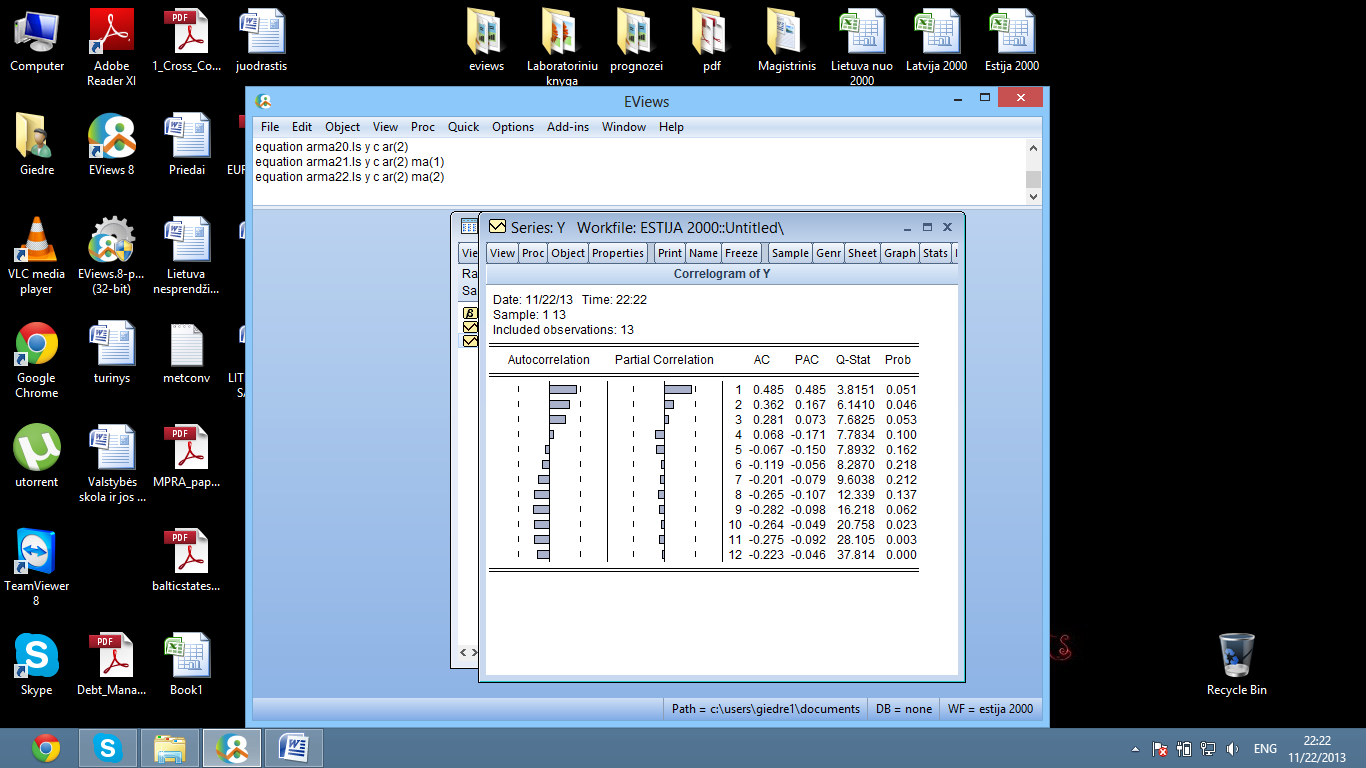 Computer
Adobe
Reader XI
1_Cross_Co...
juodrastis
eviews
Laboratoriniu
knyga
prognozei
pdf
Magistrinis
Lietuva nuo
2000
Latvija 2000
Estija 2000
Giedre
EViews 8
Priedai
VLC media
player
EViews.8-p...
(32-bit)
Lietuva
nesprendži...
Google
Chrome
turinys
metconv
utorrent
Valstybės
skola ir jos ...
MPRA_pap...
TeamViewer
8
balticstates...
Skype
Debt_Mana...
Book1
Recycle Bin
EViews
File Edit Object View Proc Quick Options Add-ins Window Help
equation arma20.ls y c ar(2)
equation arma21.ls y c ar(2) ma(1)
equation arma22.ls y c ar(2) ma(2)
Series: Y Workfile: ESTIJA 2000::Untitled\
View Proc Object Properties Print Name Freeze Sample Genr Sheet Graph Stats
Correlogram of Y
Date: 11/22/13 Time: 22:22
Sample: 1 13
Included observations: 13
Autocorrelation Partial Correlation AC PAC Q-Stat Prob
1 0.485 0.485 3.8151 0.051
2 0.362 0.167 6.1410 0.046
3 0.281 0.073 7.6825 0.053
4 0.068 -0.171 7.7834 0.100
5 -0.067 -0.150 7.8932 0.162
6 -0.119 -0.056 8.2870 0.218
7 -0.201 -0.079 9.6038 0.212
8 -0.265 -0.107 12.339 0.137
9 -0.282 -0.098 16.218 0.062
10 -0.264 -0.049 20.758 0.023
11 -0.275 -0.092 28.105 0.003
12 -0.223 -0.046 37.814 0.000
Path = c:\users\giedre1\documents DB = none WF = estija 2000
ENG
22:22
11/22/2013